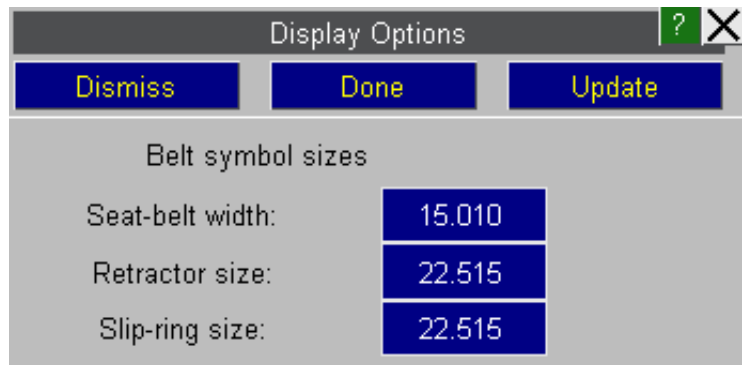 Display Options ? X
Dismiss Done Update
Belt symbol sizes
Seat-belt width: 15.010
Retractor size: 22.515
Slip-ring size: 22.515